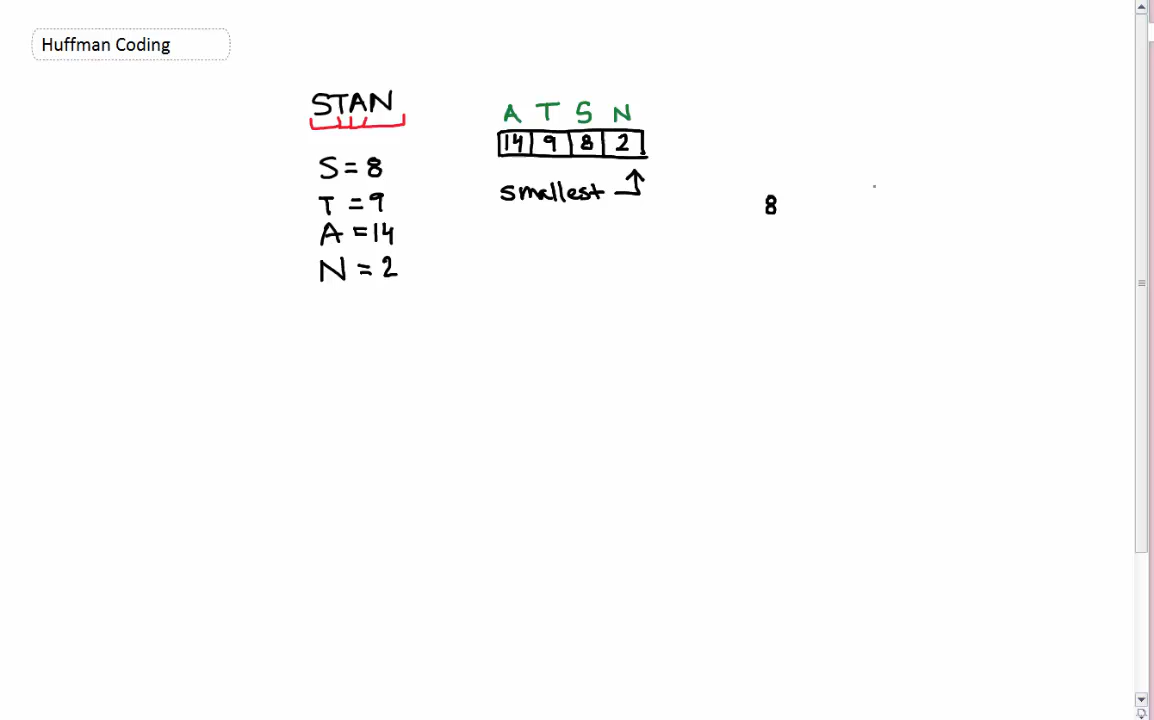 Huffman Coding
STAN
S = 8
T = 9
A = 14
N = 2
A T S N
14 9 8 2
smallest
8